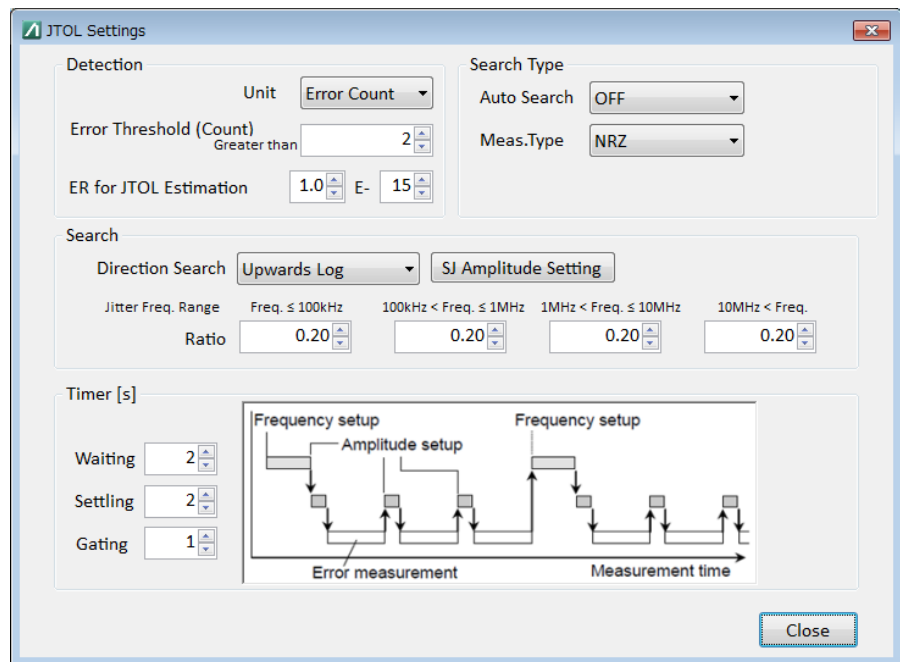 JTOL Settings
Detection
Unit Error Count
Error Threshold (Count)
Greater than 2
ER for JTOL Estimation 1.0 E- 15
Search Type
Auto Search OFF
Meas.Type NRZ
Search
Direction Search Upwards Log SJ Amplitude Setting
Jitter Freq. Range Freq. ≤ 100kHz 100kHz < Freq. ≤ 1MHz 1MHz < Freq. ≤ 10MHz 10MHz < Freq.
Ratio 0.20 0.20 0.20 0.20
Timer [s]
Waiting 2
Settling 2
Gating 1
Frequency setup Frequency setup
Amplitude setup
Error measurement Measurement time
Close